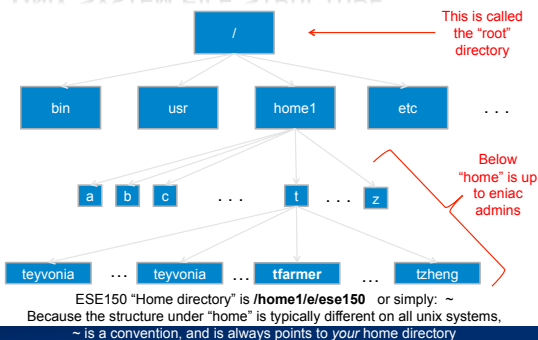 This is called
the “root”
directory
/
bin usr home1 etc . . .
Below
“home” is up
to eniac
admins
a b c . . . t . . . z
teyvonia ... teyvonia ... tfarmer ... tzheng
ESE150 “Home directory” is /home1/e/ese150 or simply: ~
Because the structure under “home” is typically different on all unix systems,
~ is a convention, and is always points to your home directory